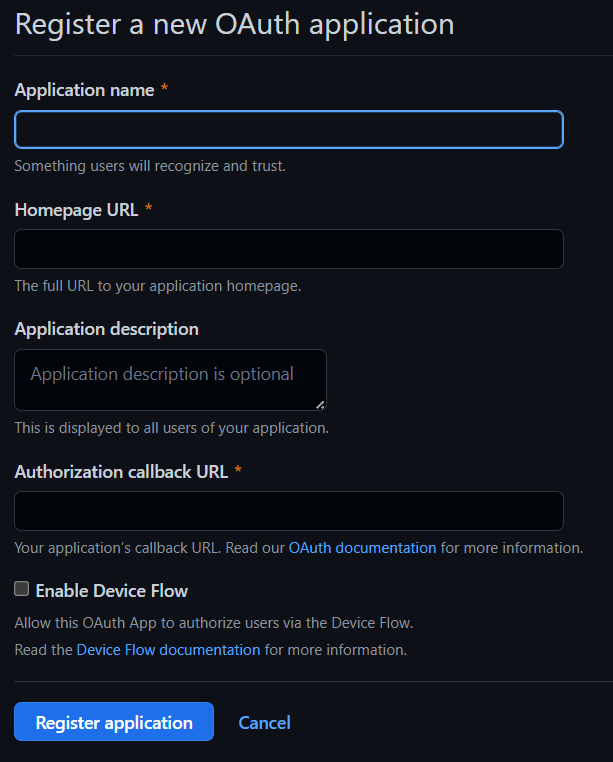 Register a new OAuth application
Application name *
Something users will recognize and trust.
Homepage URL *
The full URL to your application homepage.
Application description
Application description is optional
This is displayed to all users of your application.
Authorization callback URL *
Your application’s callback URL. Read our OAuth documentation for more information.
Enable Device Flow
Allow this OAuth App to authorize users via the Device Flow.
Read the Device Flow documentation for more information.
Register application Cancel